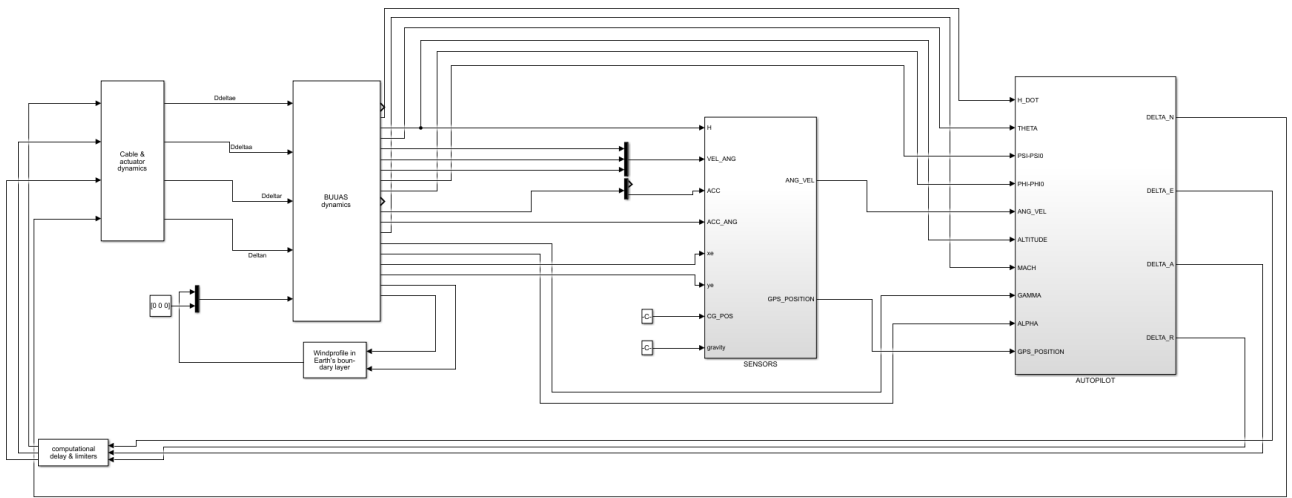 Cable &
actuator
dynamics
Ddeltae
Ddeltaa
Ddeltar
Deltan
BUUAS
dynamics
[0 0 0]
Windprofile in
Earth's boun-
dary layer
computational
delay & limiters
H
VEL_ANG
ACC
ACC_ANG
xe
ye
CG_POS
gravity
ANG_VEL
GPS_POSITION
SENSORS
-C-
-C-
H_DOT
THETA
PSI-PSI0
PHI-PHI0
ANG_VEL
ALTITUDE
MACH
GAMMA
ALPHA
GPS_POSITION
DELTA_N
DELTA_E
DELTA_A
DELTA_R
AUTOPILOT